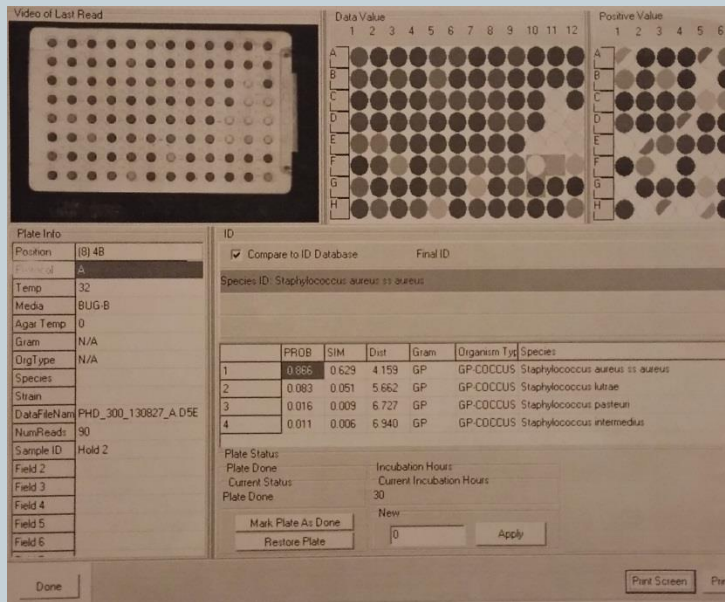 Video of Last Read
Data Value
Positive Value
1 2 3 4 5 6 7 8 9 10 11 12
1 2 3 4 5 6
A
B
C
D
E
F
G
H
A
B
C
D
E
F
G
H
Plate Info
Position (8) 4B
Protocol A
Temp 32
Media BUG-B
Agar Temp 0
Gram N/A
OrgType N/A
Species
Strain
DataFileNam PHD_300_130827_A.D5E
NumReads 90
Sample ID Hold 2
Field 2
Field 3
Field 4
Field 5
Field 6
ID
Compare to ID Database Final ID
Species ID: Staphylococcus aureus ss aureus
PROB SIM Dist Gram Organism Typ Species
1 0.866 0.629 4.159 GP GP-COCCUS Staphylococcus aureus ss aureus
2 0.083 0.051 5.662 GP GP-COCCUS Staphylococcus lutrae
3 0.016 0.009 6.727 GP GP-COCCUS Staphylococcus pasteuri
4 0.011 0.006 6.940 GP GP-COCCUS Staphylococcus intermedius
Plate Status
Plate Done
Current Status
Plate Done
Incubation Hours
Current Incubation Hours
30
Mark Plate As Done
Restore Plate
New
0
Apply
Done
Print Screen